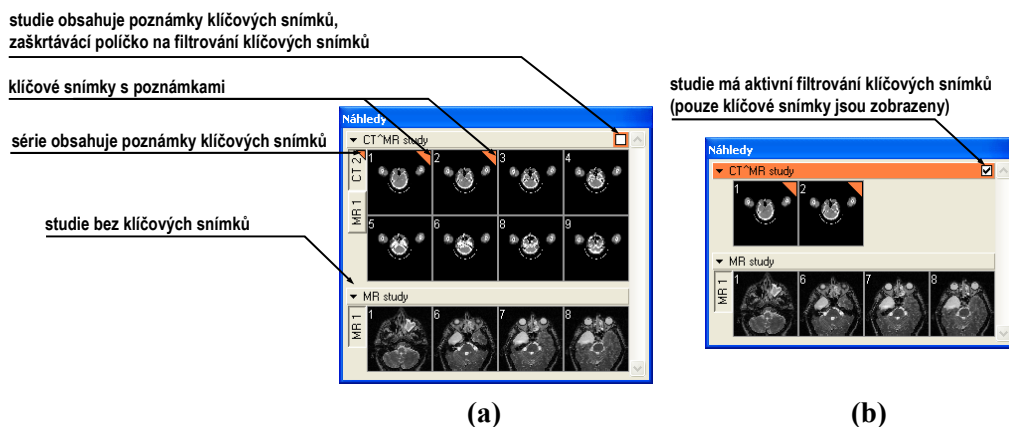 studie obsahuje poznámky klíčových snímků,
zaškrtávácí políčko na filtrování klíčových snímků
klíčové snímky s poznámkami
série obsahuje poznámky klíčových snímků
studie bez klíčových snímků
Náhledy
CT^MR study
CT 2
MR 1
1 2 3 4
5 6 8 9
MR study
MR 1
1 6 7 8
(a)
studie má aktivní filtrování klíčových snímků
(pouze klíčové snímky jsou zobrazeny)
Náhledy
CT^MR study
1 2
MR study
MR 1
1 6 7 8
(b)